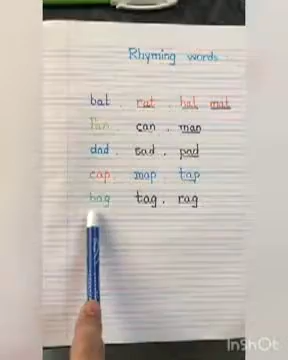 Rhyming words
bat . rat . hat mat
Fan can . man
dad . sad . pad
cap map tap
bag tag . rag
InShot